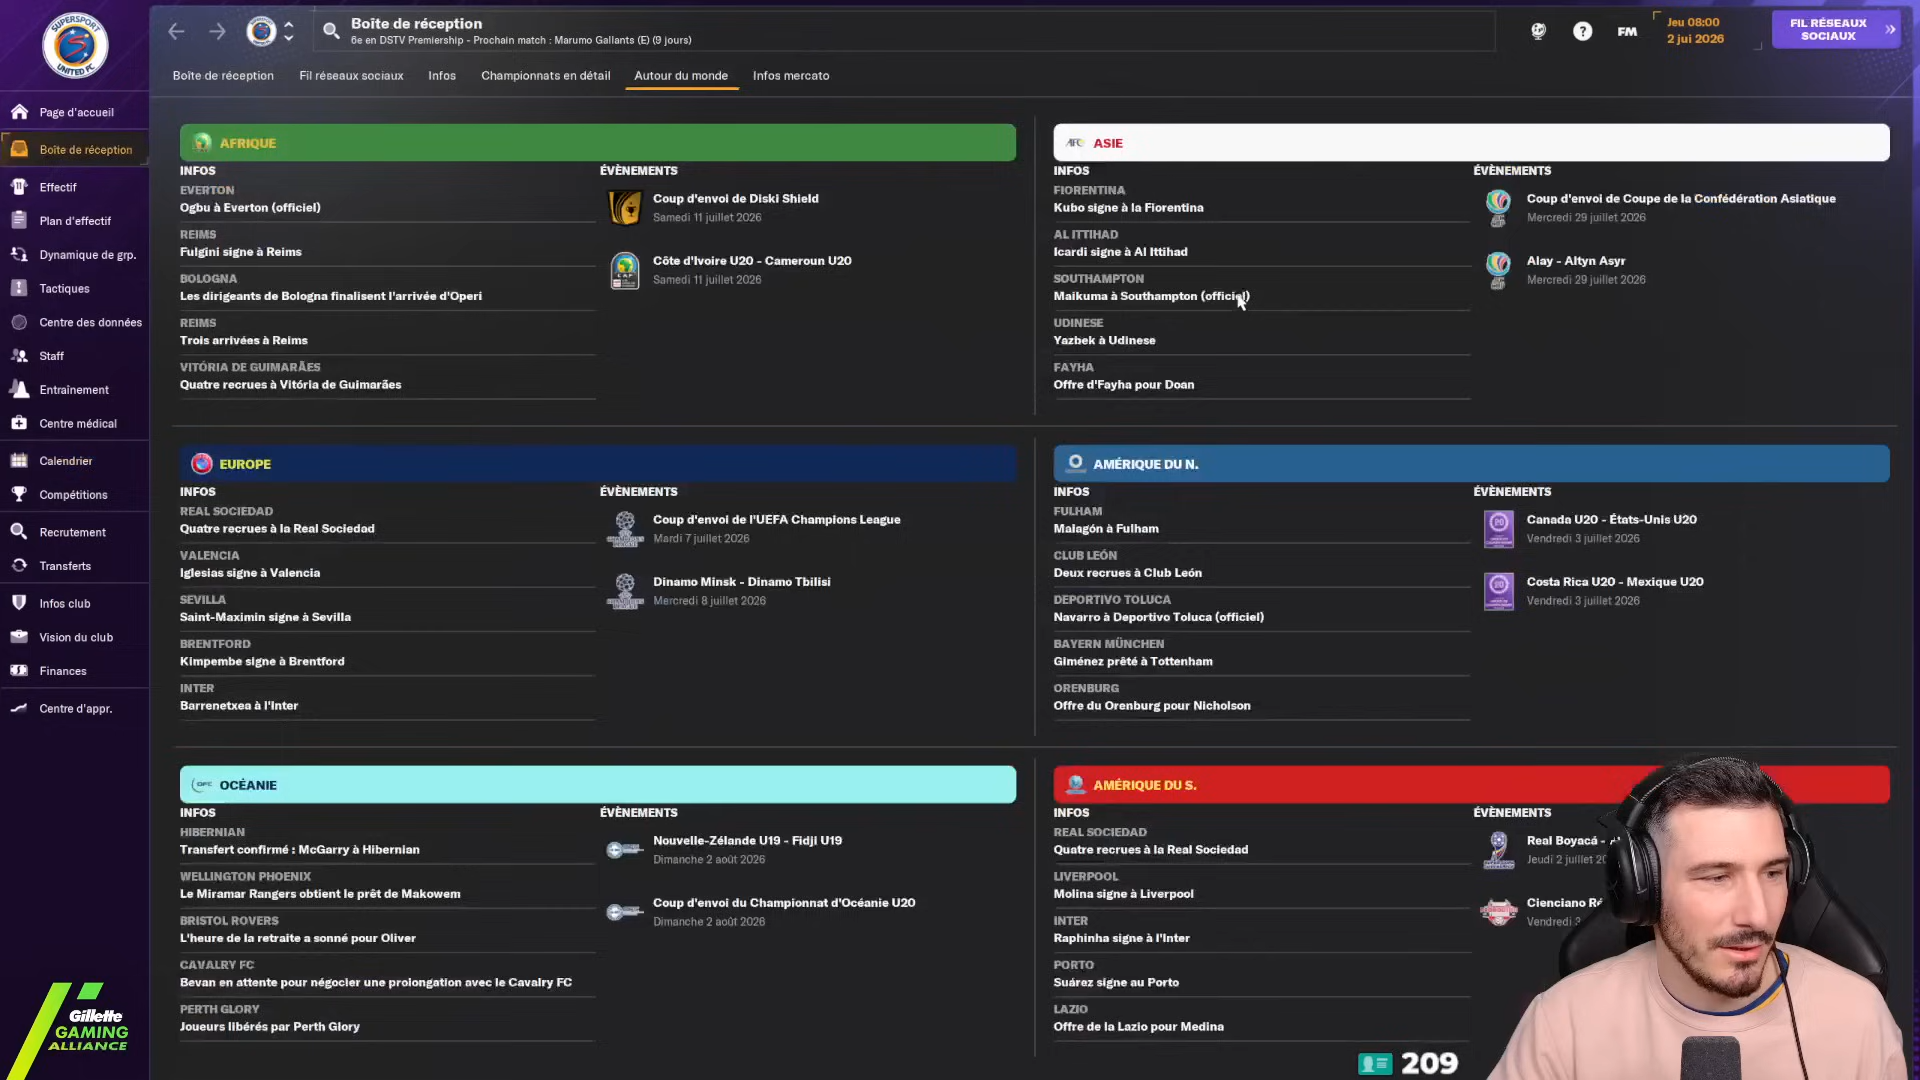 SUPERSPORT
UNITED FC
Boîte de réception
6e en DSTV Premiership - Prochain match : Marumo Gallants (E) (9 jours)
FM
Jeu 08:00
2 jui 2026
FIL RÉSEAUX
SOCIAUX
Boîte de réception
Fil réseaux sociaux
Infos
Championnats en détail
Autour du monde
Infos mercato
Page d'accueil
Boîte de réception
Effectif
Plan d'effectif
Dynamique de grp.
Tactiques
Centre des données
Staff
Entraînement
Centre médical
Calendrier
Compétitions
Recrutement
Transferts
Infos club
Vision du club
Finances
Centre d'appr.
Gillette
GAMING
ALLIANCE
AFRIQUE
INFOS
EVERTON
Ogbu à Everton (officiel)
REIMS
Fulgini signe à Reims
BOLOGNA
Les dirigeants de Bologna finalisent l'arrivée d'Operi
REIMS
Trois arrivées à Reims
VITÓRIA DE GUIMARÃES
Quatre recrues à Vitória de Guimarães
ÉVÈNEMENTS
Coup d'envoi de Diski Shield
Samedi 11 juillet 2026
Côte d'Ivoire U20 - Cameroun U20
Samedi 11 juillet 2026
AFC ASIE
INFOS
FIORENTINA
Kubo signe à la Fiorentina
AL ITTIHAD
Icardi signe à Al Ittihad
SOUTHAMPTON
Maikuma à Southampton (officiel)
UDINESE
Yazbek à Udinese
FAYHA
Offre d'Fayha pour Doan
ÉVÈNEMENTS
Coup d'envoi de Coupe de la Confédération Asiatique
Mercredi 29 juillet 2026
Alay - Altyn Asyr
Mercredi 29 juillet 2026
EUROPE
INFOS
REAL SOCIEDAD
Quatre recrues à la Real Sociedad
VALENCIA
Iglesias signe à Valencia
SEVILLA
Saint-Maximin signe à Sevilla
BRENTFORD
Kimpembe signe à Brentford
INTER
Barrenetxea à l'Inter
ÉVÈNEMENTS
Coup d'envoi de l'UEFA Champions League
Mardi 7 juillet 2026
Dinamo Minsk - Dinamo Tbilisi
Mercredi 8 juillet 2026
AMÉRIQUE DU N.
INFOS
FULHAM
Malagón à Fulham
CLUB LEÓN
Deux recrues à Club León
DEPORTIVO TOLUCA
Navarro à Deportivo Toluca (officiel)
BAYERN MÜNCHEN
Giménez prêté à Tottenham
ORENBURG
Offre du Orenburg pour Nicholson
ÉVÈNEMENTS
Canada U20 - États-Unis U20
Vendredi 3 juillet 2026
Costa Rica U20 - Mexique U20
Vendredi 3 juillet 2026
OFC OCÉANIE
INFOS
HIBERNIAN
Transfert confirmé : McGarry à Hibernian
WELLINGTON PHOENIX
Le Miramar Rangers obtient le prêt de Makowem
BRISTOL ROVERS
L'heure de la retraite a sonné pour Oliver
CAVALRY FC
Bevan en attente pour négocier une prolongation avec le Cavalry FC
PERTH GLORY
Joueurs libérés par Perth Glory
ÉVÈNEMENTS
Nouvelle-Zélande U19 - Fidji U19
Dimanche 2 août 2026
Coup d'envoi du Championnat d'Océanie U20
Dimanche 2 août 2026
AMÉRIQUE DU S.
INFOS
REAL SOCIEDAD
Quatre recrues à la Real Sociedad
LIVERPOOL
Molina signe à Liverpool
INTER
Raphinha signe à l'Inter
PORTO
Suárez signe au Porto
LAZIO
Offre de la Lazio pour Medina
ÉVÈNEMENTS
Real Boyacá -
Jeudi 2 juillet 20
Cienciano Ré
Vendredi 3
209